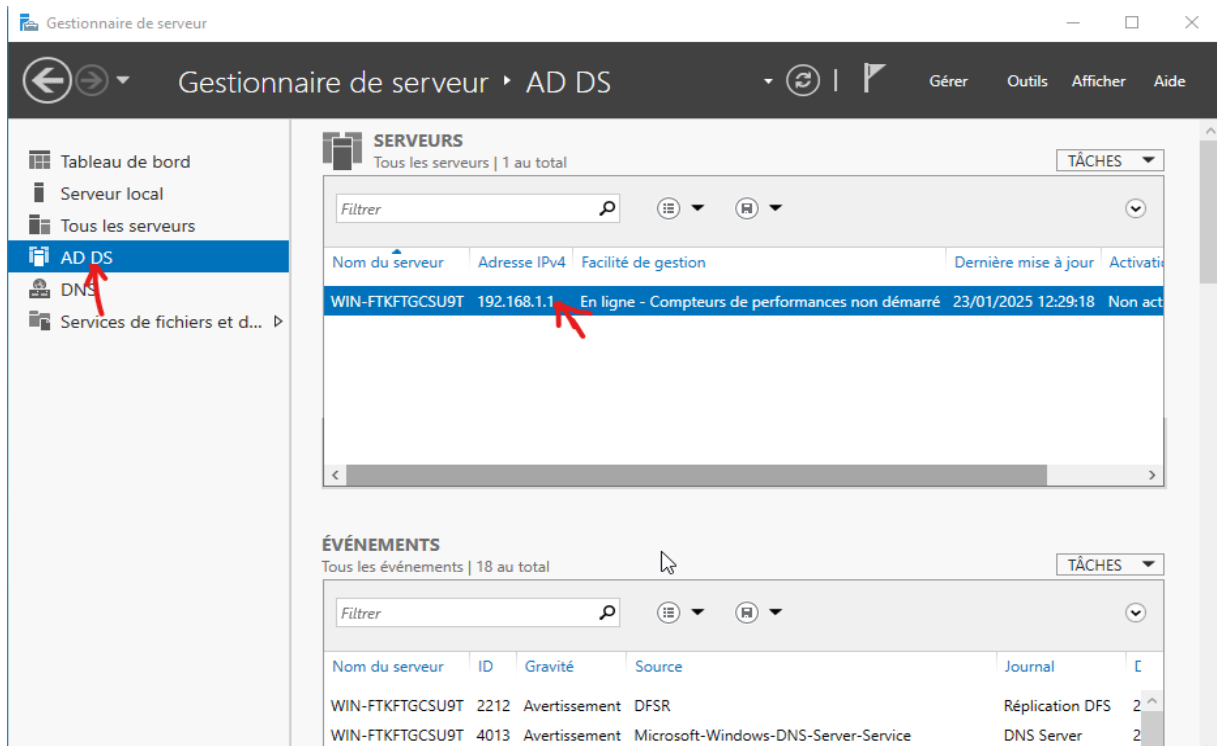 Gestionnaire de serveur
Gestionnaire de serveur ‣ AD DS
Gérer Outils Afficher Aide
Tableau de bord
Serveur local
Tous les serveurs
AD DS
DNS
Services de fichiers et d...
SERVEURS
Tous les serveurs | 1 au total
TÂCHES
Filtrer
Nom du serveur Adresse IPv4 Facilité de gestion Dernière mise à jour Activati
WIN-FTKFTGCSU9T 192.168.1.1 En ligne - Compteurs de performances non démarré 23/01/2025 12:29:18 Non act
ÉVÉNEMENTS
Tous les événements | 18 au total
TÂCHES
Filtrer
Nom du serveur ID Gravité Source Journal
WIN-FTKFTGCSU9T 2212 Avertissement DFSR Réplication DFS 2
WIN-FTKFTGCSU9T 4013 Avertissement Microsoft-Windows-DNS-Server-Service DNS Server 2